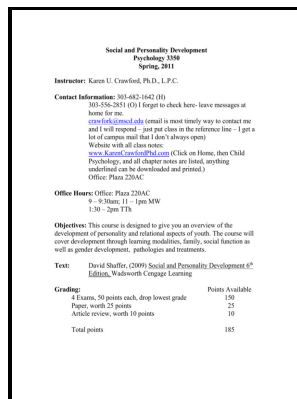 Social and Personality Development
Psychology 3350
Spring, 2011
Instructor: Karen U. Crawford, Ph.D., L.P.C.
Contact Information: 303-682-1642 (H)
303-556-2851 (O) I forget to check here- leave messages at
home for me.
crawfork@mscd.edu (email is most timely way to contact me
and I will respond – just put class in the reference line – I get a
lot of campus mail that I don't always open)
Website with all class notes:
www.KarenCrawfordPhd.com (Click on Home, then Child
Psychology, and all chapter notes are listed, anything
underlined can be downloaded and printed.)
Office: Plaza 220AC
Office Hours: Office: Plaza 220AC
9 – 9:30am; 11 – 1pm MW
1:30 – 2pm TTh
Objectives: This course is designed to give you an overview of the
development of personality and relational aspects of youth. The course will
cover development through learning modalities, family, social function as
well as gender development, pathologies and treatments.
Text: David Shaffer, (2009) Social and Personality Development 6th
Edition, Wadsworth Cengage Learning
Grading: Points Available
4 Exams, 50 points each, drop lowest grade 150
Paper, worth 25 points 25
Article review, worth 10 points 10
Total points 185